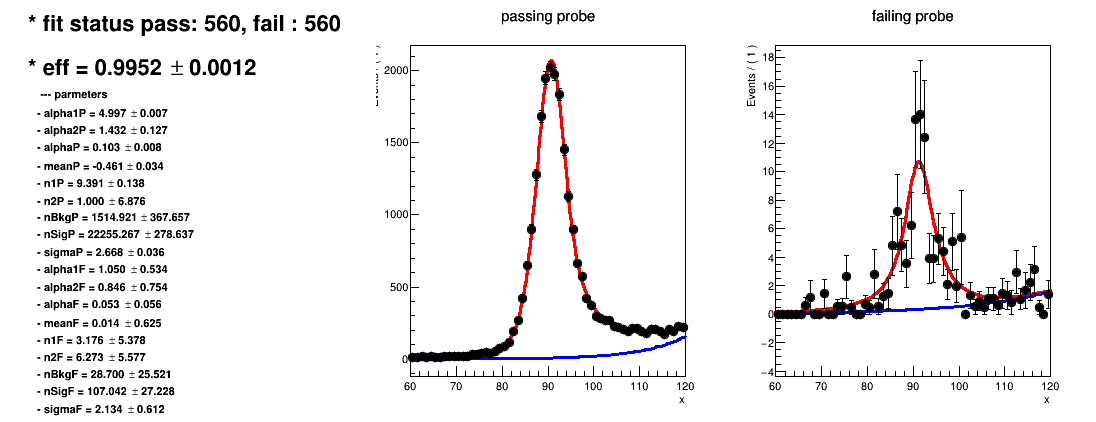 * fit status pass: 560, fail : 560
* eff = 0.9952 ± 0.0012
--- parmeters
- alpha1P = 4.997 ± 0.007
- alpha2P = 1.432 ± 0.127
- alphaP = 0.103 ± 0.008
- meanP = -0.461 ± 0.034
- n1P = 9.391 ± 0.138
- n2P = 1.000 ± 6.876
- nBkgP = 1514.921 ± 367.657
- nSigP = 22255.267 ± 278.637
- sigmaP = 2.668 ± 0.036
- alpha1F = 1.050 ± 0.534
- alpha2F = 0.846 ± 0.754
- alphaF = 0.053 ± 0.056
- meanF = 0.014 ± 0.625
- n1F = 3.176 ± 5.378
- n2F = 6.273 ± 5.577
- nBkgF = 28.700 ± 25.521
- nSigF = 107.042 ± 27.228
- sigmaF = 2.134 ± 0.612
passing probe
2000
1500
1000
500
0
60 70 80 90 100 110 120
x
failing probe
Events / ( 1 )
18
16
14
12
10
8
6
4
2
0
−2
−4
60 70 80 90 100 110 120
x